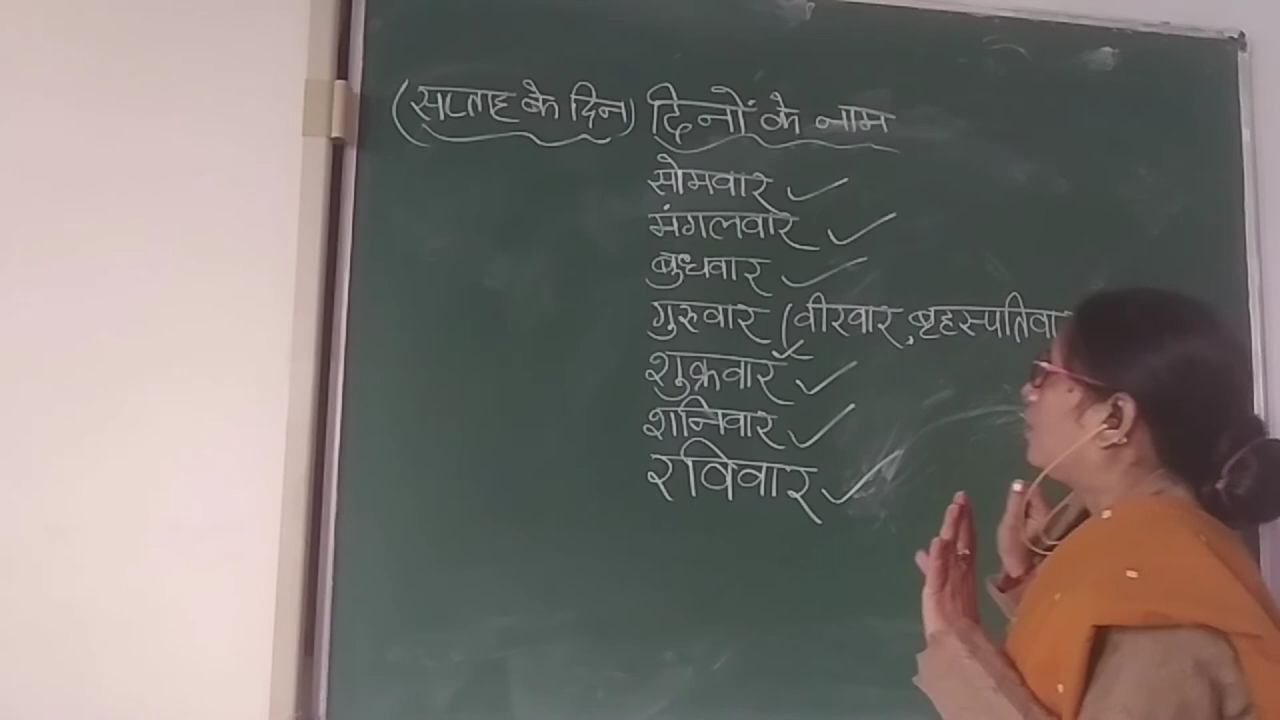 (सप्ताह के दिन) दिनों के नाम
सोमवार
मंगलवार
बुधवार
गुरुवार (वीरवार, बृहस्पतिवा
शुक्रवार
शनिवार
रविवार